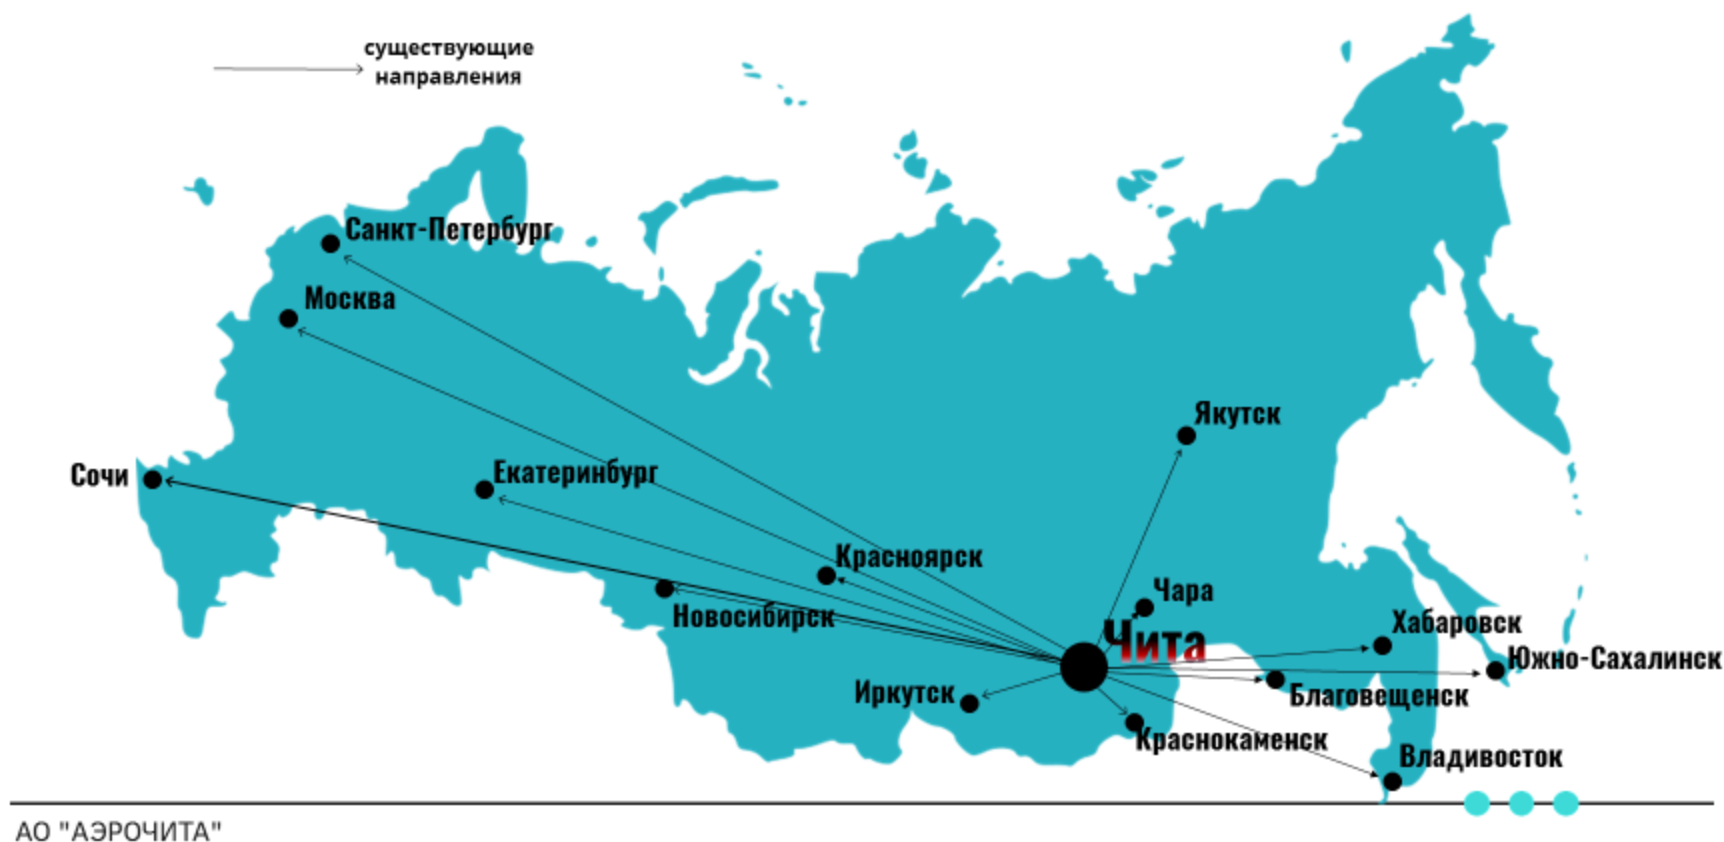 существующие
направления
Санкт-Петербург
Москва
Якутск
Сочи
Екатеринбург
Красноярск
Чара
Новосибирск
Чита
Хабаровск
Южно-Сахалинск
Иркутск
Благовещенск
Краснокаменск
Владивосток
АО "АЭРОЧИТА"